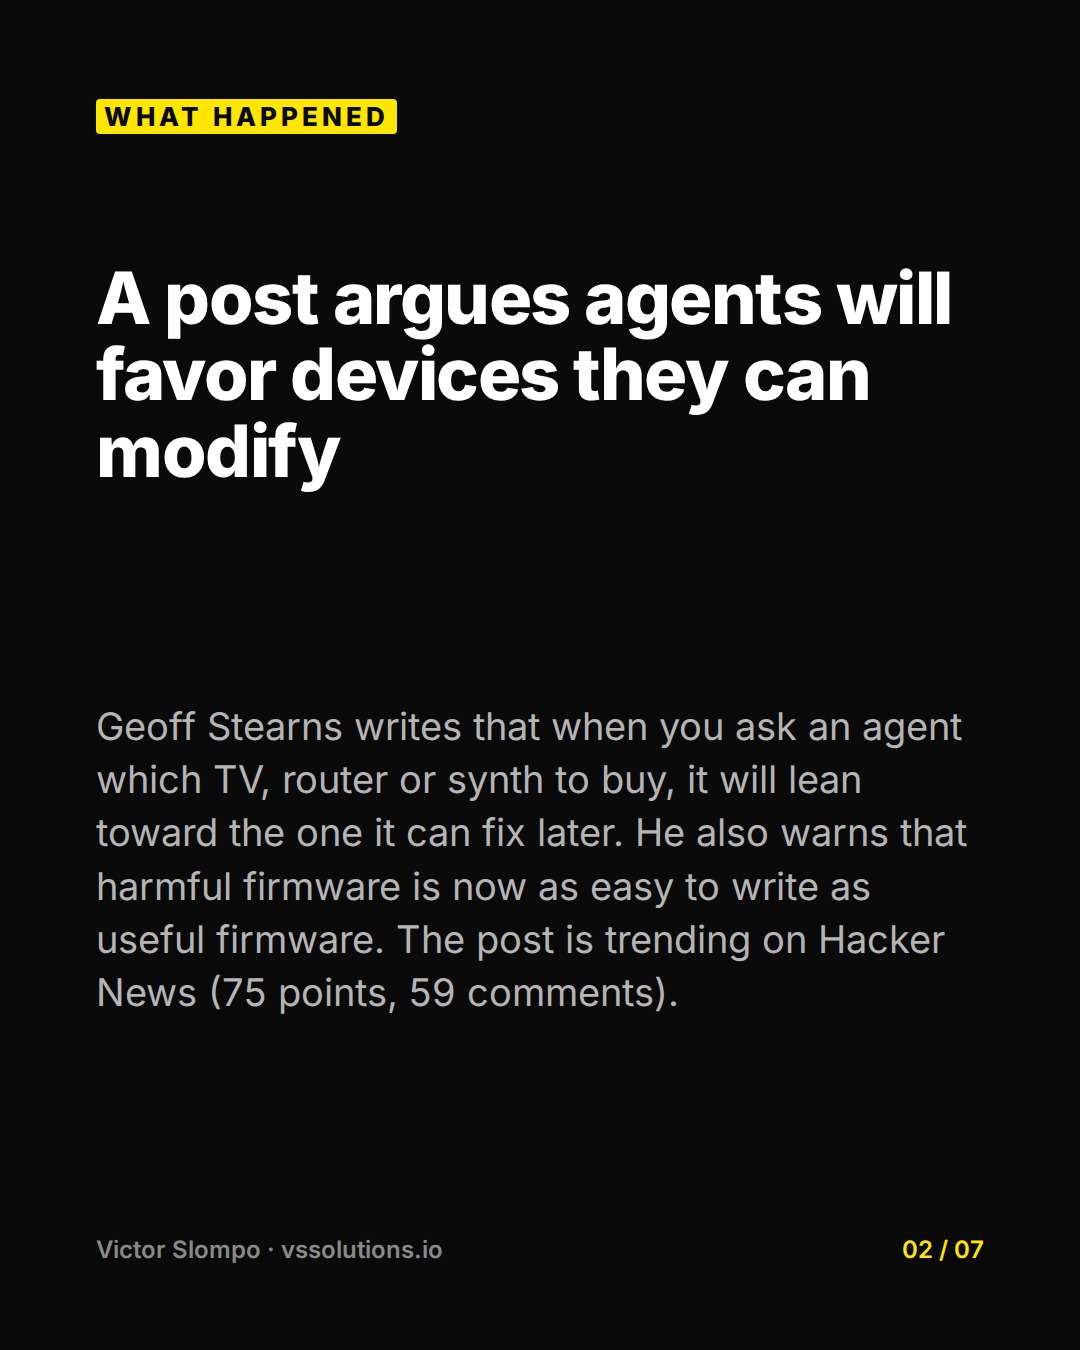 WHAT HAPPENED
A post argues agents will
favor devices they can
modify
Geoff Stearns writes that when you ask an agent
which TV, router or synth to buy, it will lean
toward the one it can fix later. He also warns that
harmful firmware is now as easy to write as
useful firmware. The post is trending on Hacker
News (75 points, 59 comments).
Victor Slompo · vssolutions.io
02 / 07